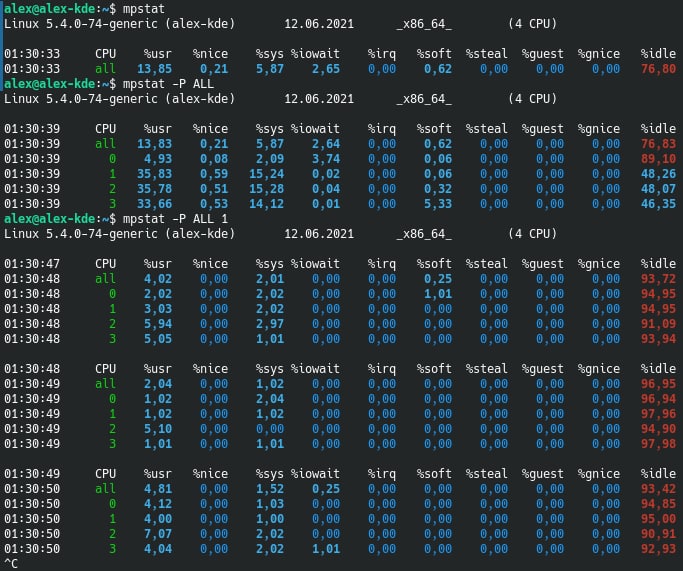 alex@alex-kde:~$ mpstat
Linux 5.4.0-74-generic (alex-kde) 12.06.2021 _x86_64_ (4 CPU)
01:30:33 CPU %usr %nice %sys %iowait %irq %soft %steal %guest %gnice %idle
01:30:33 all 13,85 0,21 5,87 2,65 0,00 0,62 0,00 0,00 0,00 76,80
alex@alex-kde:~$ mpstat -P ALL
Linux 5.4.0-74-generic (alex-kde) 12.06.2021 _x86_64_ (4 CPU)
01:30:39 CPU %usr %nice %sys %iowait %irq %soft %steal %guest %gnice %idle
01:30:39 all 13,83 0,21 5,87 2,64 0,00 0,62 0,00 0,00 0,00 76,83
01:30:39 0 4,93 0,08 2,09 3,74 0,00 0,06 0,00 0,00 0,00 89,10
01:30:39 1 35,83 0,59 15,24 0,02 0,00 0,06 0,00 0,00 0,00 48,26
01:30:39 2 35,78 0,51 15,28 0,04 0,00 0,32 0,00 0,00 0,00 48,07
01:30:39 3 33,66 0,53 14,12 0,01 0,00 5,33 0,00 0,00 0,00 46,35
alex@alex-kde:~$ mpstat -P ALL 1
Linux 5.4.0-74-generic (alex-kde) 12.06.2021 _x86_64_ (4 CPU)
01:30:47 CPU %usr %nice %sys %iowait %irq %soft %steal %guest %gnice %idle
01:30:48 all 4,02 0,00 2,01 0,00 0,00 0,25 0,00 0,00 0,00 93,72
01:30:48 0 2,02 0,00 2,02 0,00 0,00 1,01 0,00 0,00 0,00 94,95
01:30:48 1 3,03 0,00 2,02 0,00 0,00 0,00 0,00 0,00 0,00 94,95
01:30:48 2 5,94 0,00 2,97 0,00 0,00 0,00 0,00 0,00 0,00 91,09
01:30:48 3 5,05 0,00 1,01 0,00 0,00 0,00 0,00 0,00 0,00 93,94
01:30:48 CPU %usr %nice %sys %iowait %irq %soft %steal %guest %gnice %idle
01:30:49 all 2,04 0,00 1,02 0,00 0,00 0,00 0,00 0,00 0,00 96,95
01:30:49 0 1,02 0,00 2,04 0,00 0,00 0,00 0,00 0,00 0,00 96,94
01:30:49 1 1,02 0,00 1,02 0,00 0,00 0,00 0,00 0,00 0,00 97,96
01:30:49 2 5,10 0,00 0,00 0,00 0,00 0,00 0,00 0,00 0,00 94,90
01:30:49 3 1,01 0,00 1,01 0,00 0,00 0,00 0,00 0,00 0,00 97,98
01:30:49 CPU %usr %nice %sys %iowait %irq %soft %steal %guest %gnice %idle
01:30:50 all 4,81 0,00 1,52 0,25 0,00 0,00 0,00 0,00 0,00 93,42
01:30:50 0 4,12 0,00 1,03 0,00 0,00 0,00 0,00 0,00 0,00 94,85
01:30:50 1 4,00 0,00 1,00 0,00 0,00 0,00 0,00 0,00 0,00 95,00
01:30:50 2 7,07 0,00 2,02 0,00 0,00 0,00 0,00 0,00 0,00 90,91
01:30:50 3 4,04 0,00 2,02 1,01 0,00 0,00 0,00 0,00 0,00 92,93
^C